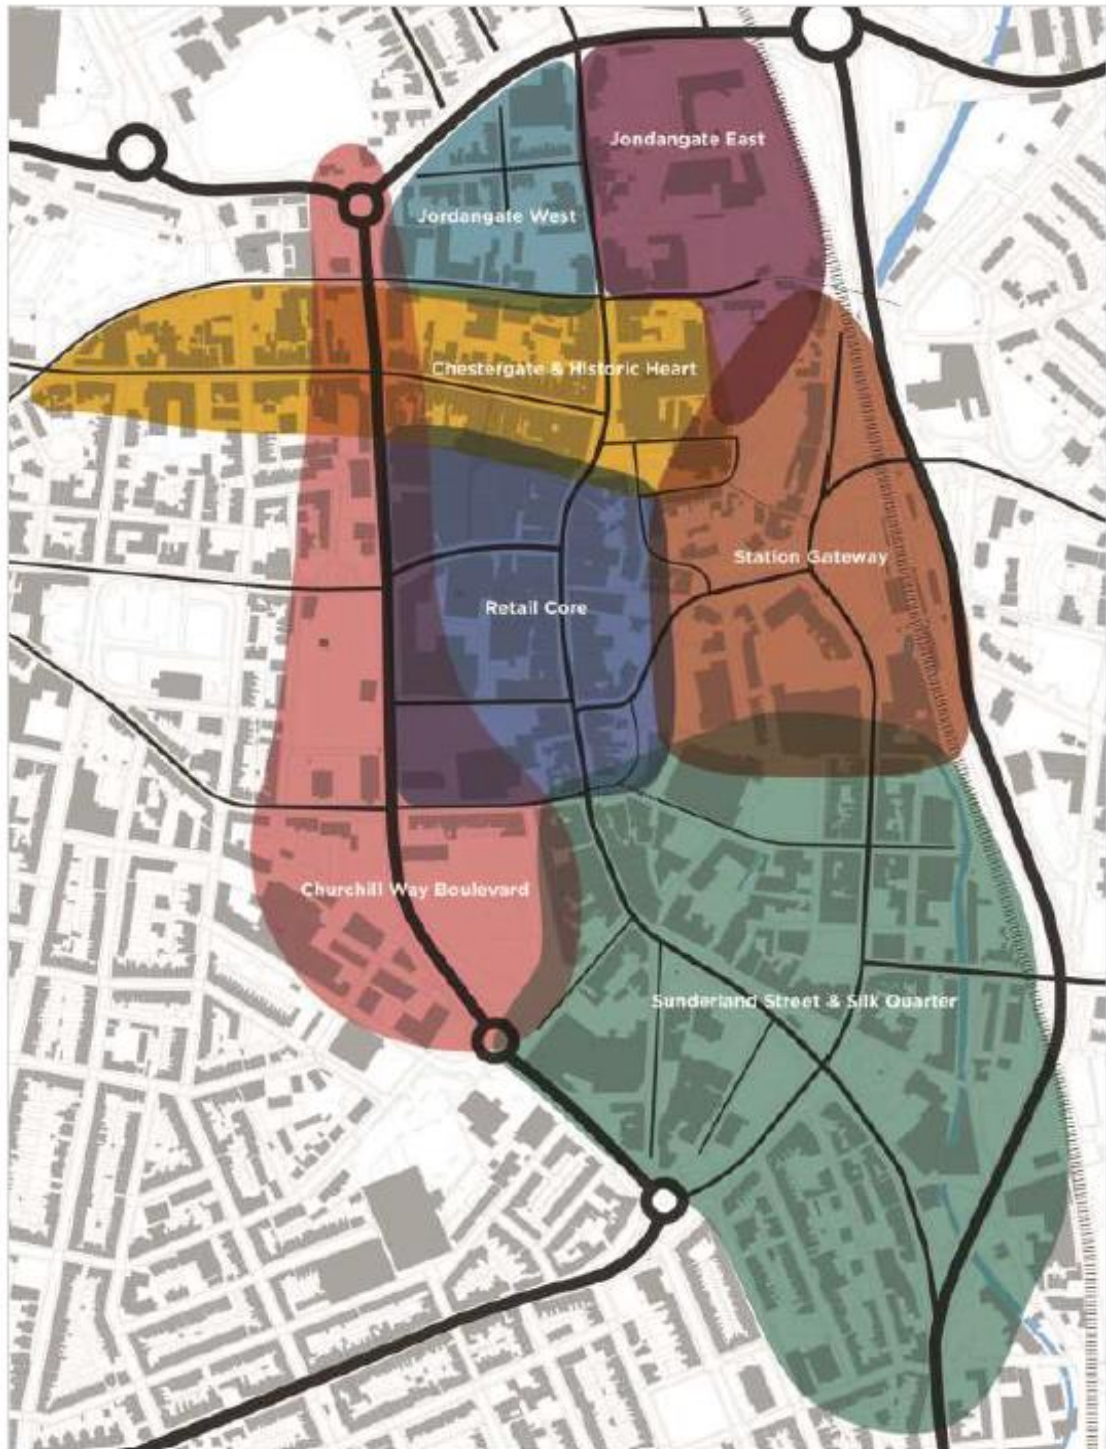 Jondangate East
Jordangate West
Chestergate & Historic Heart
Station Gateway
Retail Core
Churchill Way Boulevard
Sunderland Street & Silk Quarter